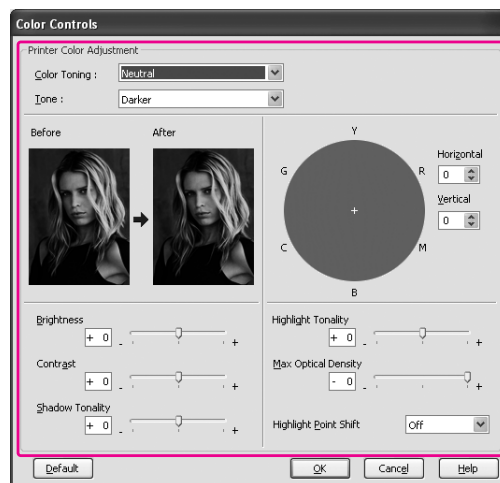 Color Controls
Printer Color Adjustment
Color Toning : Neutral
Tone : Darker
Before After
Y
G R
C M
B
Horizontal
0
Vertical
0
Brightness
+ 0 - +
Contrast
+ 0 - +
Shadow Tonality
+ 0 - +
Highlight Tonality
+ 0 - +
Max Optical Density
- 0 - +
Highlight Point Shift Off
Default OK Cancel Help